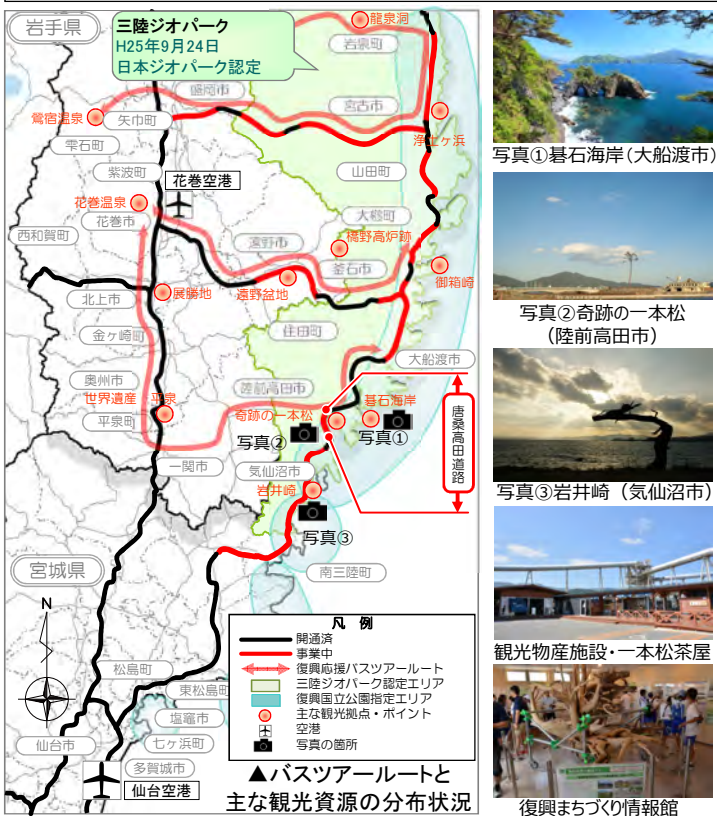 岩手県
三陸ジオパーク
H25年9月24日
日本ジオパーク認定
龍泉洞
岩泉町
盛岡市
宮古市
鶯宿温泉
矢巾町
浄土ヶ浜
雫石町
紫波町
花巻空港
山田町
花巻温泉
花巻市
大槌町
西和賀町
遠野市
橋野高炉跡
釜石市
御箱崎
北上市
展勝地
遠野盆地
金ヶ崎町
住田町
大船渡市
奥州市
世界遺産
平泉
陸前高田市
奇跡の一本松
碁石海岸
平泉町
写真②
写真①
唐桑高田道路
一関市
気仙沼市
岩井崎
写真③
宮城県
南三陸町
N
凡 例
開通済
事業中
復興応援バスツアールート
三陸ジオパーク認定エリア
復興国立公園指定エリア
主な観光拠点・ポイント
空港
写真の箇所
松島町
東松島町
塩竈市
七ヶ浜町
仙台市
多賀城市
仙台空港
▲バスツアールートと
主な観光資源の分布状況
写真①碁石海岸(大船渡市)
写真②奇跡の一本松
(陸前高田市)
写真③岩井崎 (気仙沼市)
観光物産施設・一本松茶屋
復興まちづくり情報館